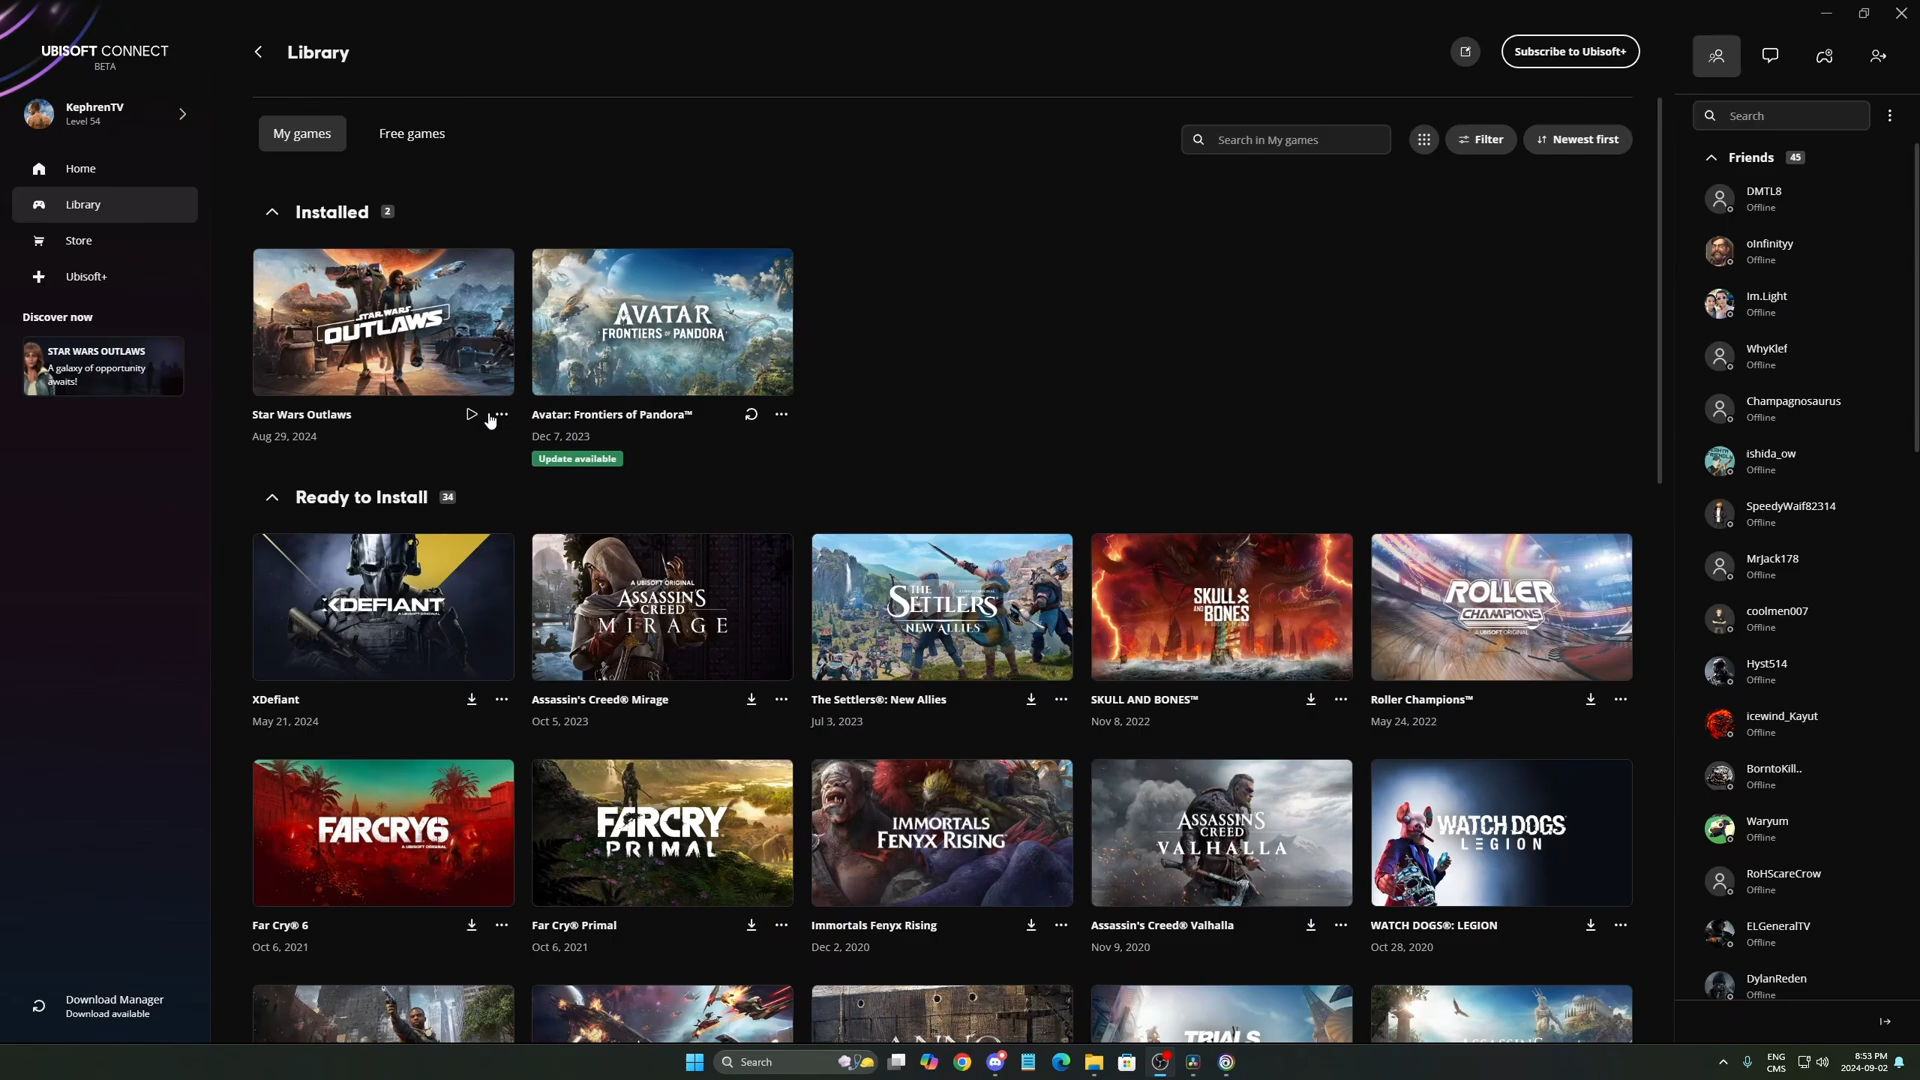 UBISOFT CONNECT
BETA
KephrenTV
Level 54
Home
Library
Store
Ubisoft+
Discover now
STAR WARS OUTLAWS
A galaxy of opportunity
awaits!
Download Manager
Download available
Library
Subscribe to Ubisoft+
My games
Free games
Search in My games
Filter
Newest first
Installed 2
STAR WARS
OUTLAWS
AVATAR
FRONTIERS OF PANDORA
Star Wars Outlaws
Aug 29, 2024
Avatar: Frontiers of Pandora™
Dec 7, 2023
Update available
Ready to Install 34
XDEFIANT
A UBISOFT ORIGINAL
ASSASSIN'S
CREED
MIRAGE
THE
SETTLERS
NEW ALLIES
SKULL
AND BONES
ROLLER
CHAMPIONS
A UBISOFT ORIGINAL
XDefiant
May 21, 2024
Assassin's Creed® Mirage
Oct 5, 2023
The Settlers®: New Allies
Jul 3, 2023
SKULL AND BONES™
Nov 8, 2022
Roller Champions™
May 24, 2022
FARCRY6
A UBISOFT ORIGINAL
FARCRY
PRIMAL
IMMORTALS
FENYX RISING
ASSASSIN'S
CREED
VALHALLA
WATCH DOGS
LEGION
Far Cry® 6
Oct 6, 2021
Far Cry® Primal
Oct 6, 2021
Immortals Fenyx Rising
Dec 2, 2020
Assassin's Creed® Valhalla
Nov 9, 2020
WATCH DOGS®: LEGION
Oct 28, 2020
ANNO
TRIALS
Search
Friends 45
DMTL8
Offline
oInfinityy
Offline
Im.Light
Offline
WhyKlef
Offline
Champagnosaurus
Offline
ishida_ow
Offline
SpeedyWaif82314
Offline
MrJack178
Offline
coolmen007
Offline
Hyst514
Offline
icewind_Kayut
Offline
BorntoKill..
Offline
Waryum
Offline
RoHScareCrow
Offline
ELGeneralTV
Offline
DylanReden
Offline
Search
ENG
CMS
8:53 PM
2024-09-02